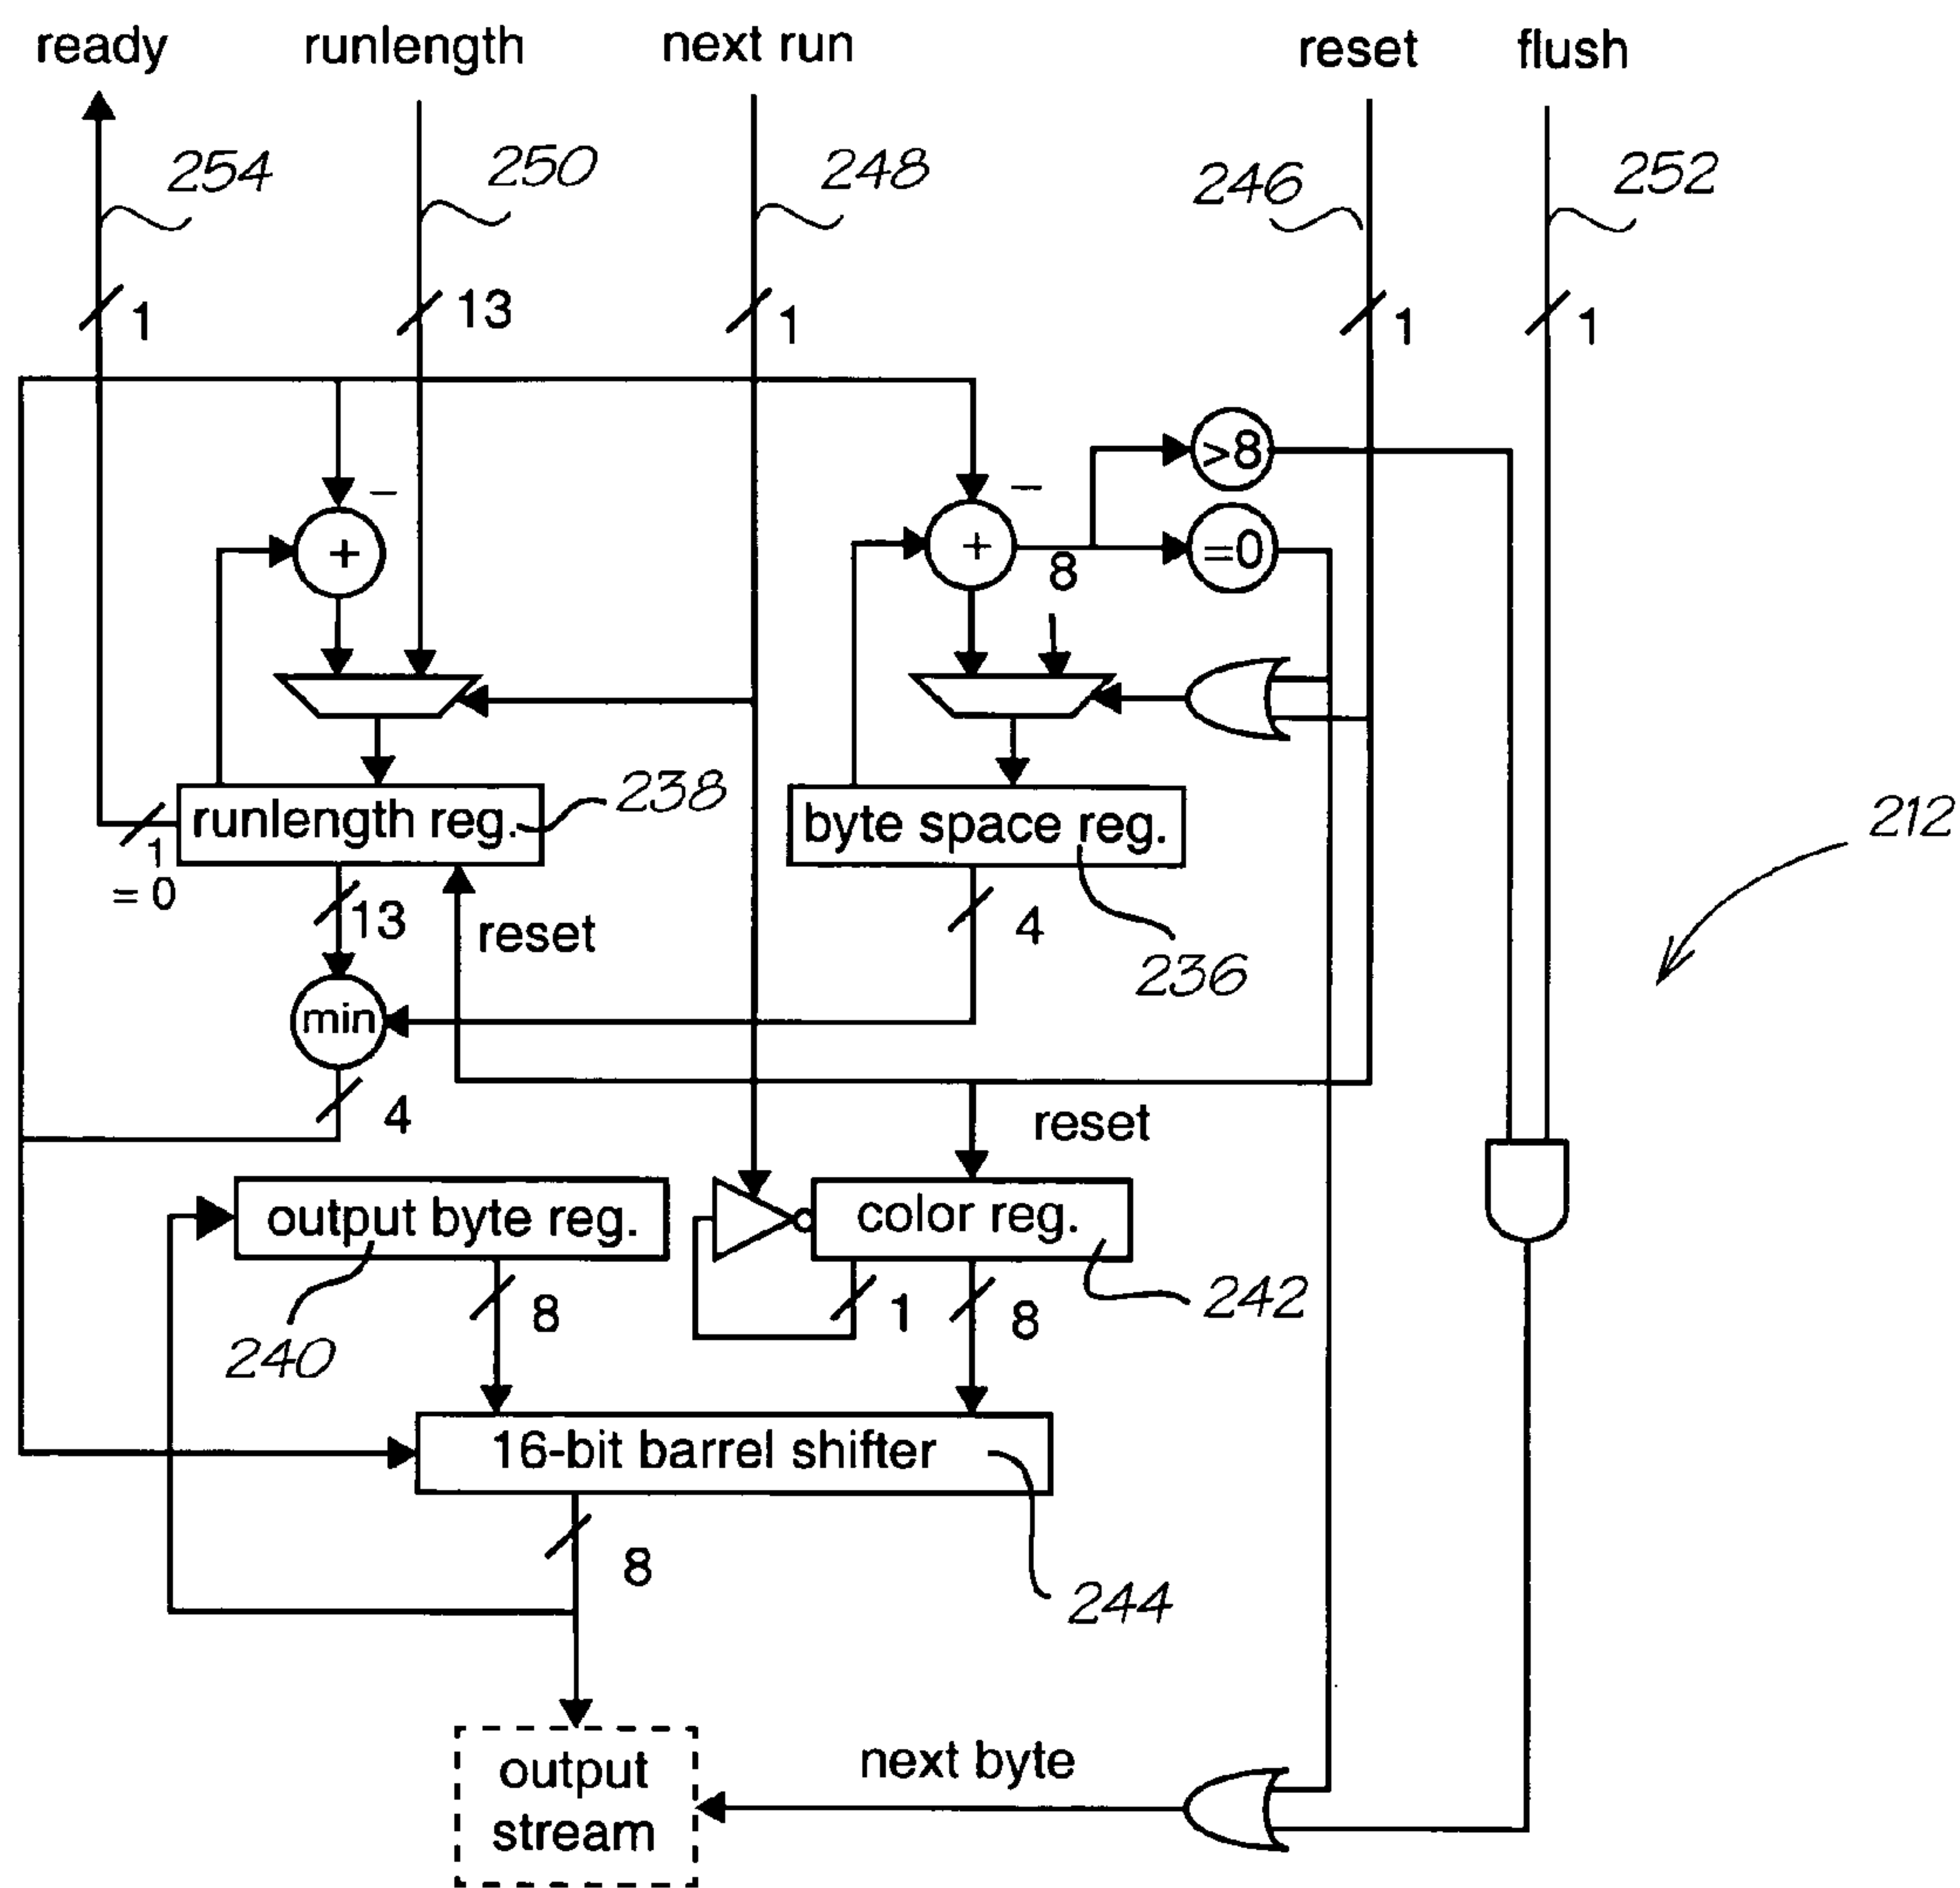 ready runlength next run reset flush
254 250 248 246 252
1 13 1 1 1
− − >8
+ + =0
8
runlength reg. 238 byte space reg. 212
1
= 0 13 reset 4 236
min
4 reset
output byte reg. color reg.
240 8 1 8 242
16-bit barrel shifter
8 244
output
stream
next byte